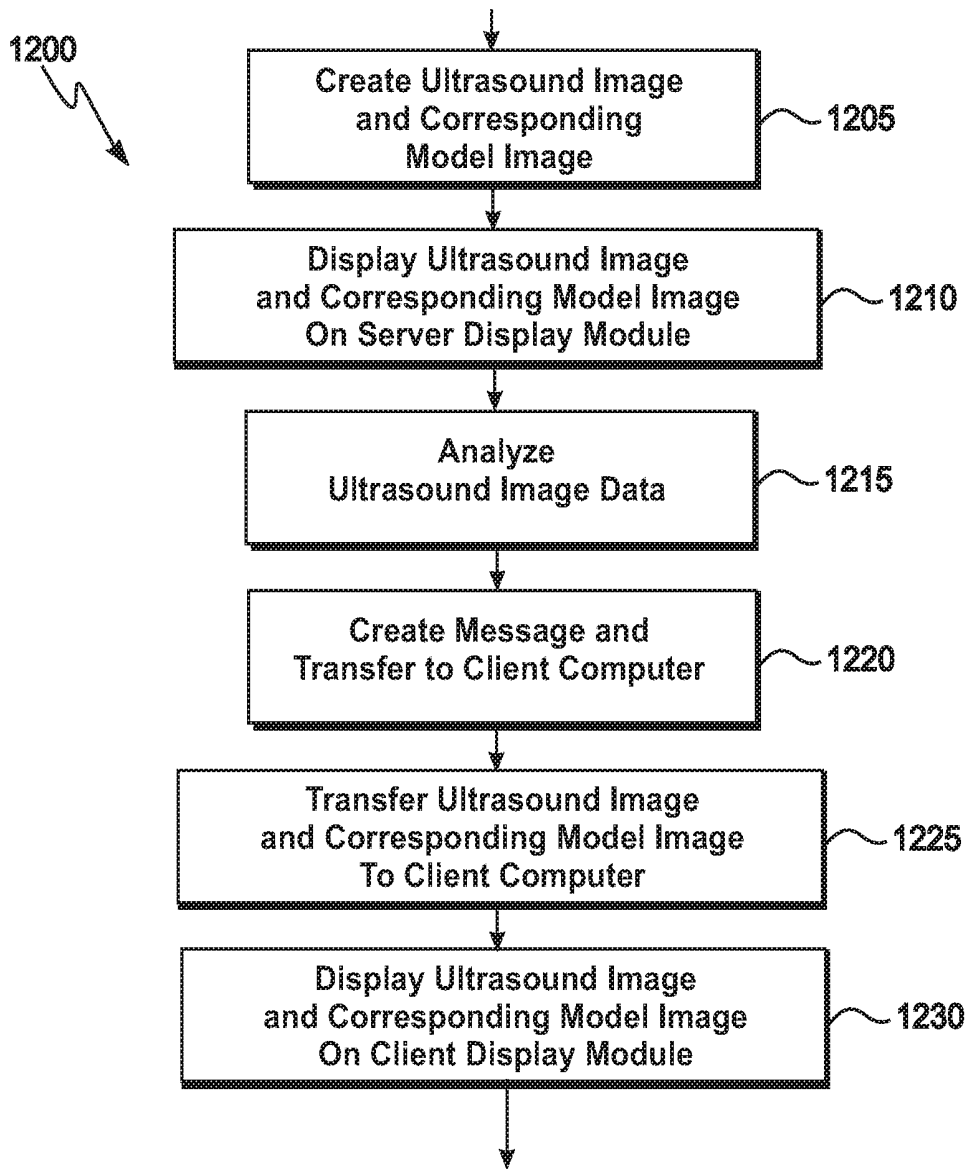 1200
Create Ultrasound Image
and Corresponding
Model Image
1205
Display Ultrasound Image
and Corresponding Model Image
On Server Display Module
1210
Analyze
Ultrasound Image Data
1215
Create Message and
Transfer to Client Computer
1220
Transfer Ultrasound Image
and Corresponding Model Image
To Client Computer
1225
Display Ultrasound Image
and Corresponding Model Image
On Client Display Module
1230